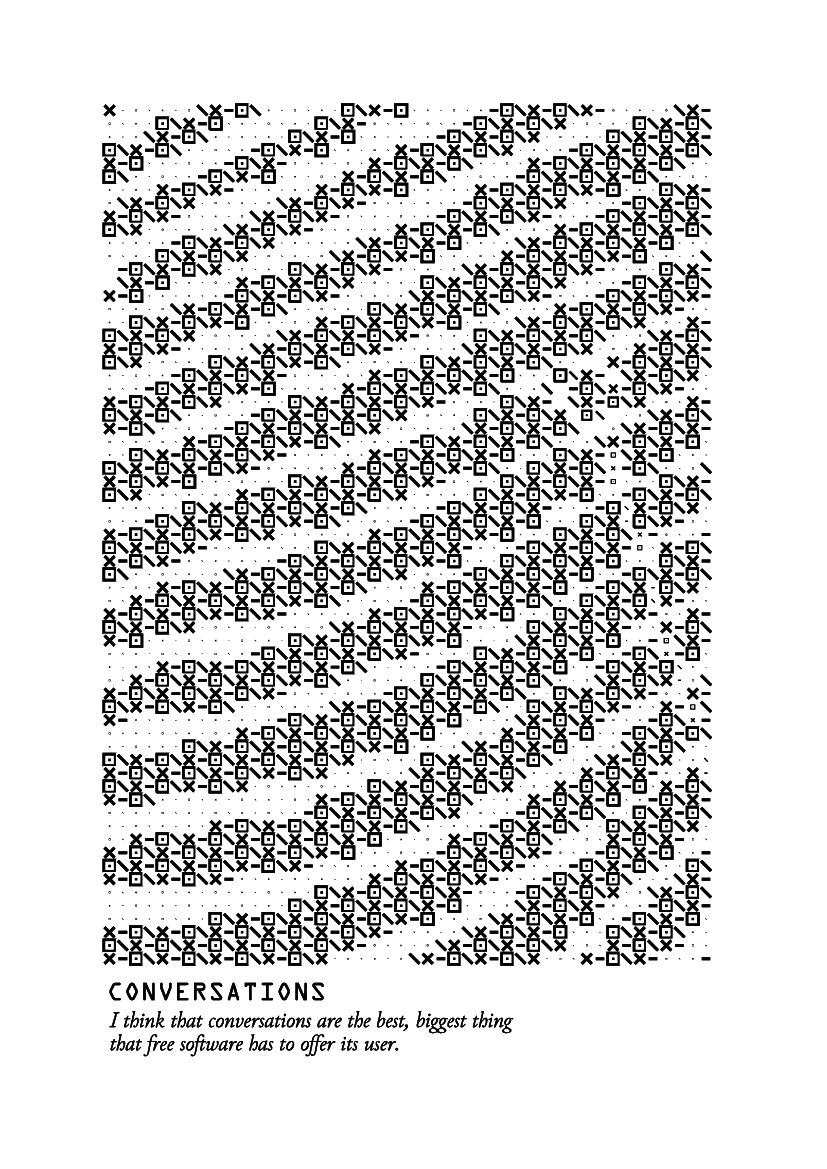 CONVERSATIONS
I think that conversations are the best, biggest thing
that free software has to offer its user.